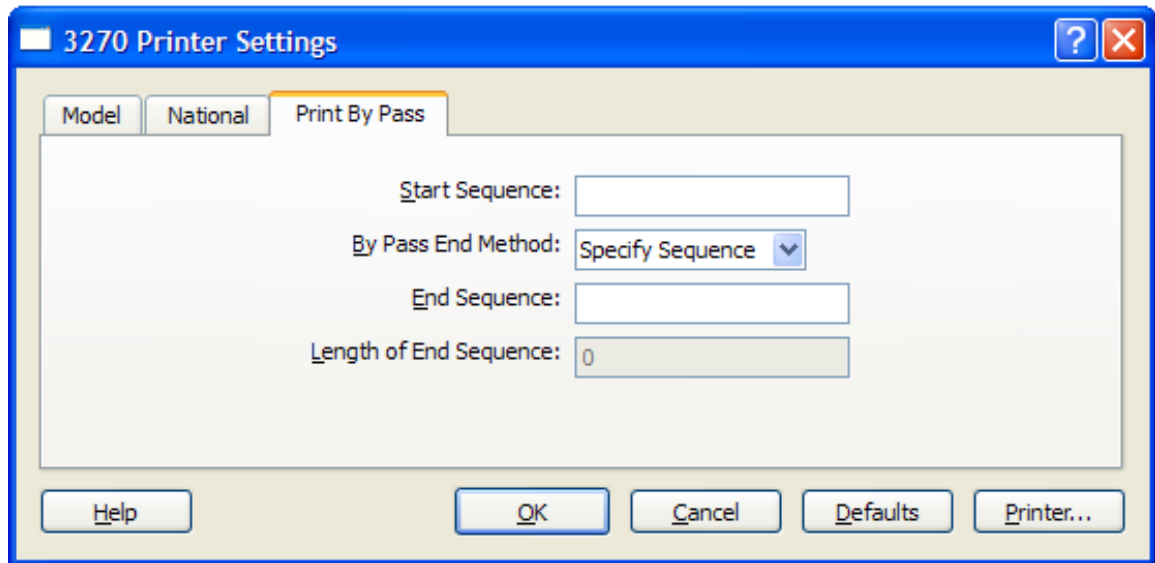 3270 Printer Settings
Model National Print By Pass
Start Sequence:
By Pass End Method: Specify Sequence
End Sequence:
Length of End Sequence: 0
Help OK Cancel Defaults Printer...